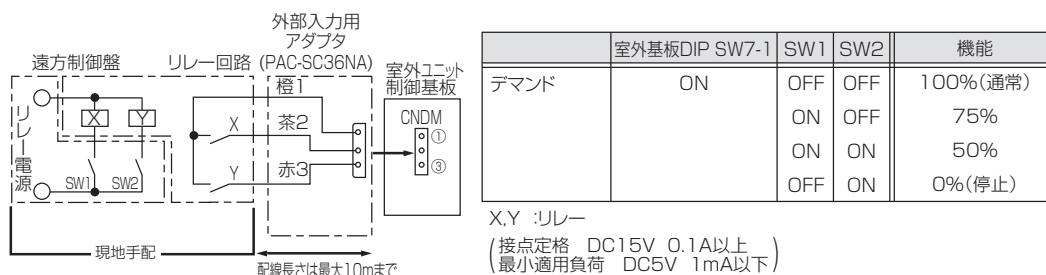 外部入力用
アダプタ
遠方制御盤 リレー回路 (PAC-SC36NA)
室外ユニット
制御基板
橙1
茶2
赤3
X
Y
X
Y
リレー電源
SW1 SW2
CNDM
①
③
現地手配
配線長さは最大10mまで
室外基板DIP SW7-1 SW1 SW2 機能
デマンド ON OFF OFF 100%(通常)
ON OFF 75%
ON ON 50%
OFF ON 0%(停止)
X,Y :リレー
(接点定格 DC15V 0.1A以上
最小適用負荷 DC5V 1mA以下)